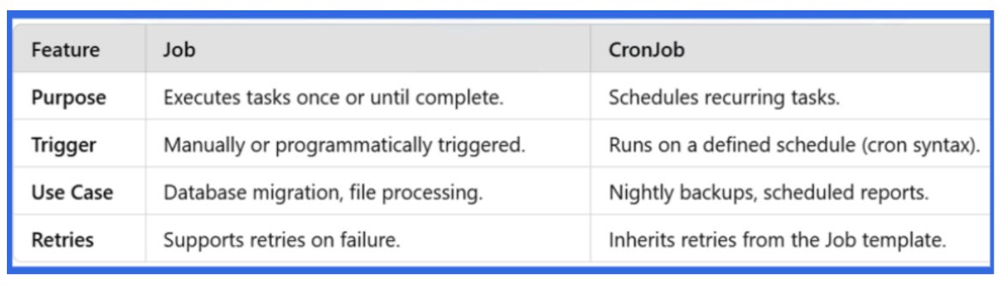 Feature Job CronJob
Purpose Executes tasks once or until complete. Schedules recurring tasks.
Trigger Manually or programmatically triggered. Runs on a defined schedule (cron syntax).
Use Case Database migration, file processing. Nightly backups, scheduled reports.
Retries Supports retries on failure. Inherits retries from the Job template.